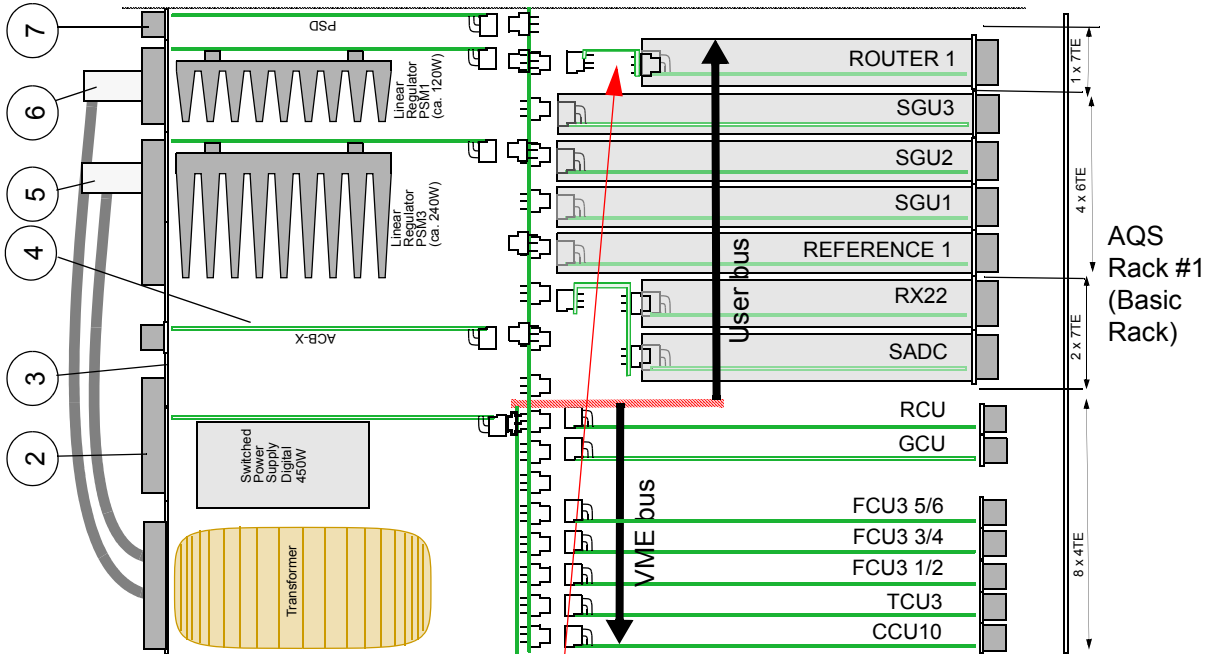 7
6
5
4
3
2
PSD
Linear
Regulator
PSM1
(ca. 120W)
Linear
Regulator
PSM3
(ca. 240W)
ACB-X
Switched
Power
Supply
Digital
450W
Transformer
User bus
VME bus
ROUTER 1
SGU3
SGU2
SGU1
REFERENCE 1
RX22
SADC
RCU
GCU
FCU3 5/6
FCU3 3/4
FCU3 1/2
TCU3
CCU10
1 x 7TE
4 x 6TE
2 x 7TE
8 x 4TE
AQS
Rack #1
(Basic
Rack)